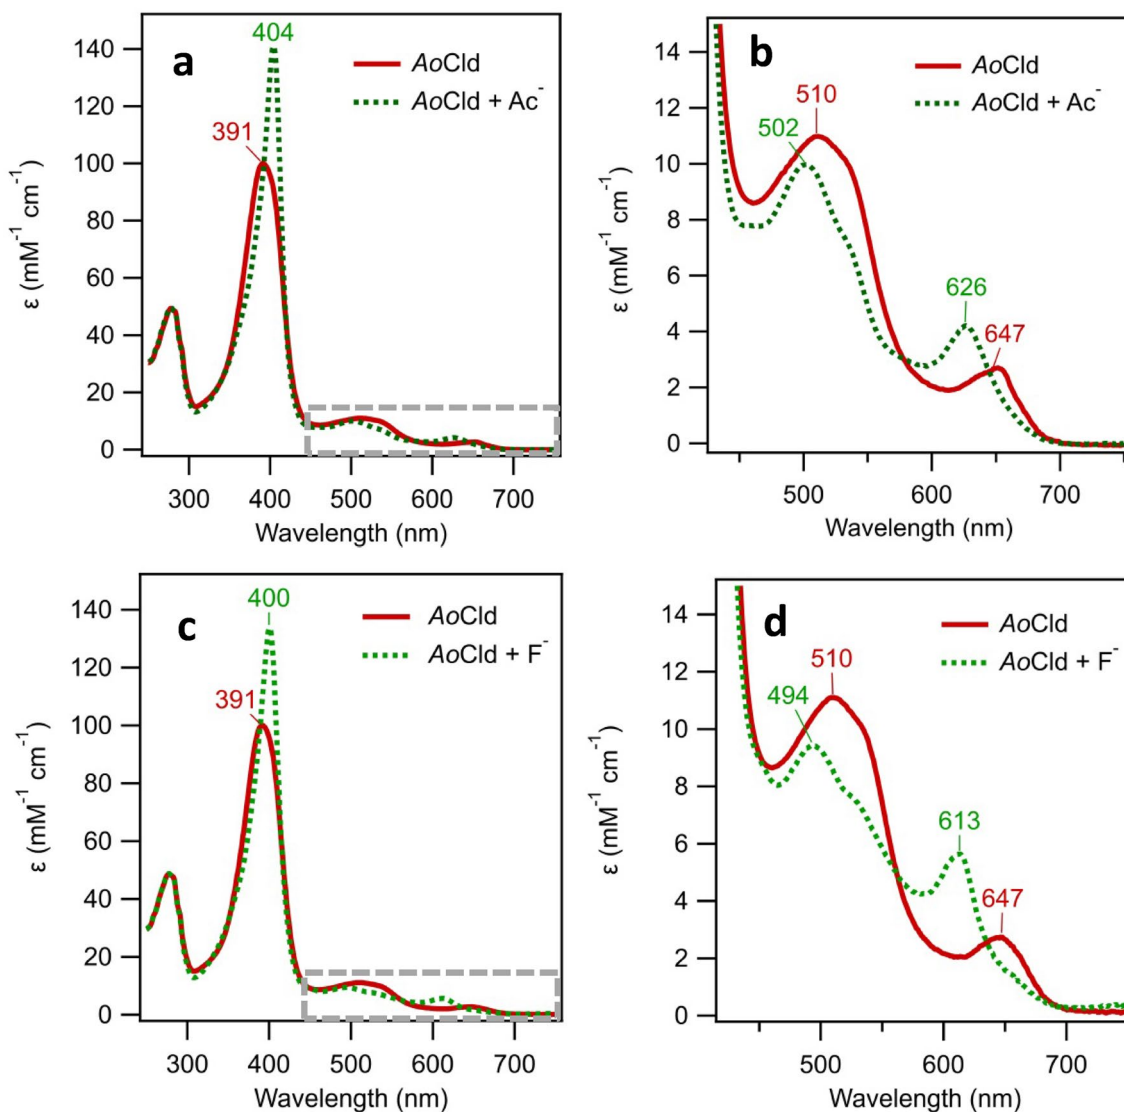 a
404
391
AoCld
AoCld + Ac-
140
120
100
80
60
40
20
0
ε (mM-1 cm-1)
300 400 500 600 700
Wavelength (nm)
b
510
502
626
647
AoCld
AoCld + Ac-
14
12
10
8
6
4
2
0
ε (mM-1 cm-1)
500 600 700
Wavelength (nm)
c
400
391
AoCld
AoCld + F-
140
120
100
80
60
40
20
0
ε (mM-1 cm-1)
300 400 500 600 700
Wavelength (nm)
d
510
494
613
647
AoCld
AoCld + F-
14
12
10
8
6
4
2
0
ε (mM-1 cm-1)
500 600 700
Wavelength (nm)